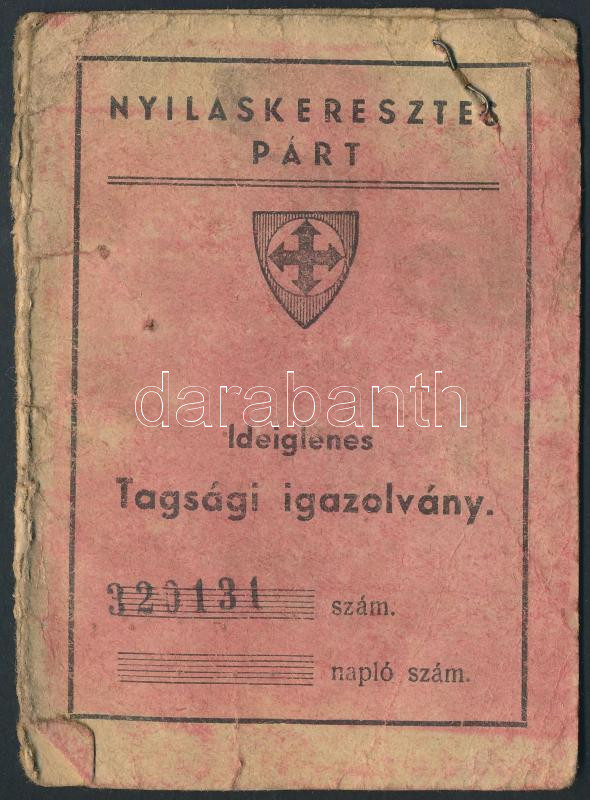 NYILASKERESZTES
PÁRT
darabanth
Ideiglenes
Tagsági igazolvány.
320131 szám.
napló szám.